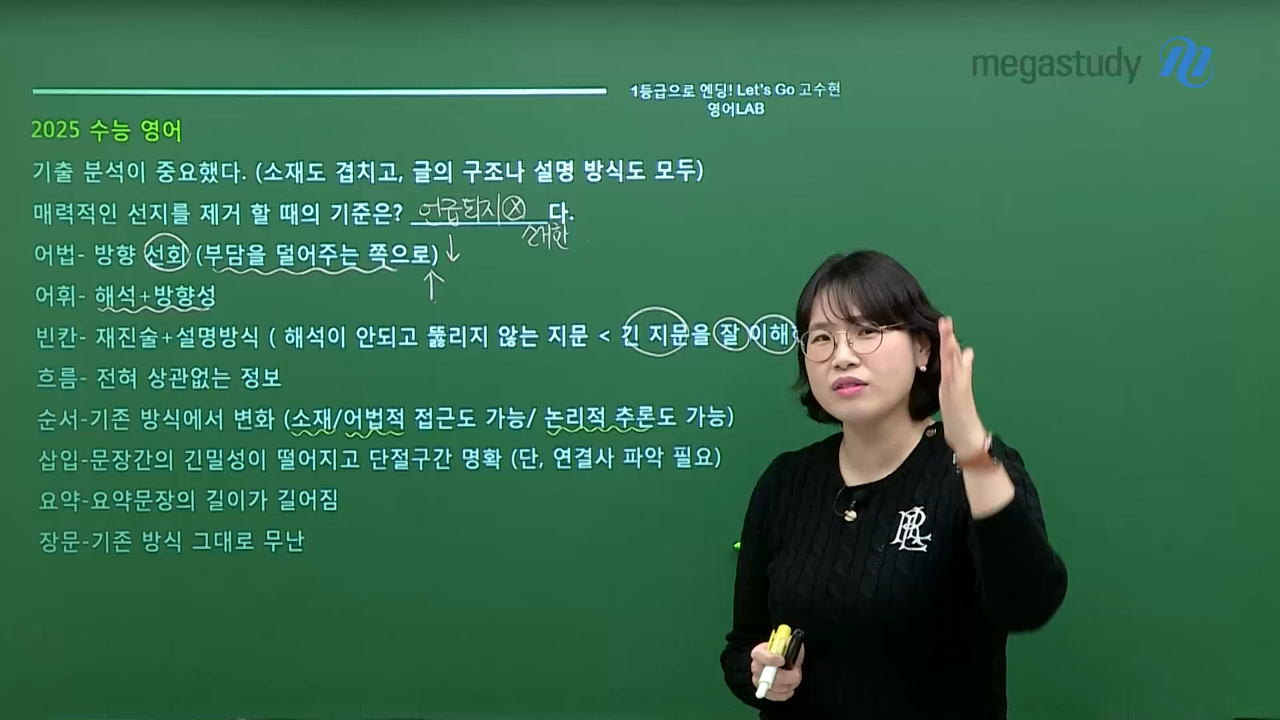 megastudy
1등급으로 엔딩! Let's Go 고수현
영어LAB
2025 수능 영어
기출 분석이 중요했다. (소재도 겹치고, 글의 구조나 설명 방식도 모두)
매력적인 선지를 제거 할 때의 기준은? 언급되지 X 다.
어법- 방향 선회 (부담을 덜어주는 쪽으로) ↓
↑
어휘- 해석+방향성
빈칸- 재진술+설명방식 ( 해석이 안되고 뚫리지 않는 지문 < 긴 지문을 잘 이해
흐름- 전혀 상관없는 정보
순서-기존 방식에서 변화 (소재/어법적 접근도 가능/ 논리적 추론도 가능)
삽입-문장간의 긴밀성이 떨어지고 단절구간 명확 (단, 연결사 파악 필요)
요약-요약문장의 길이가 길어짐
장문-기존 방식 그대로 무난